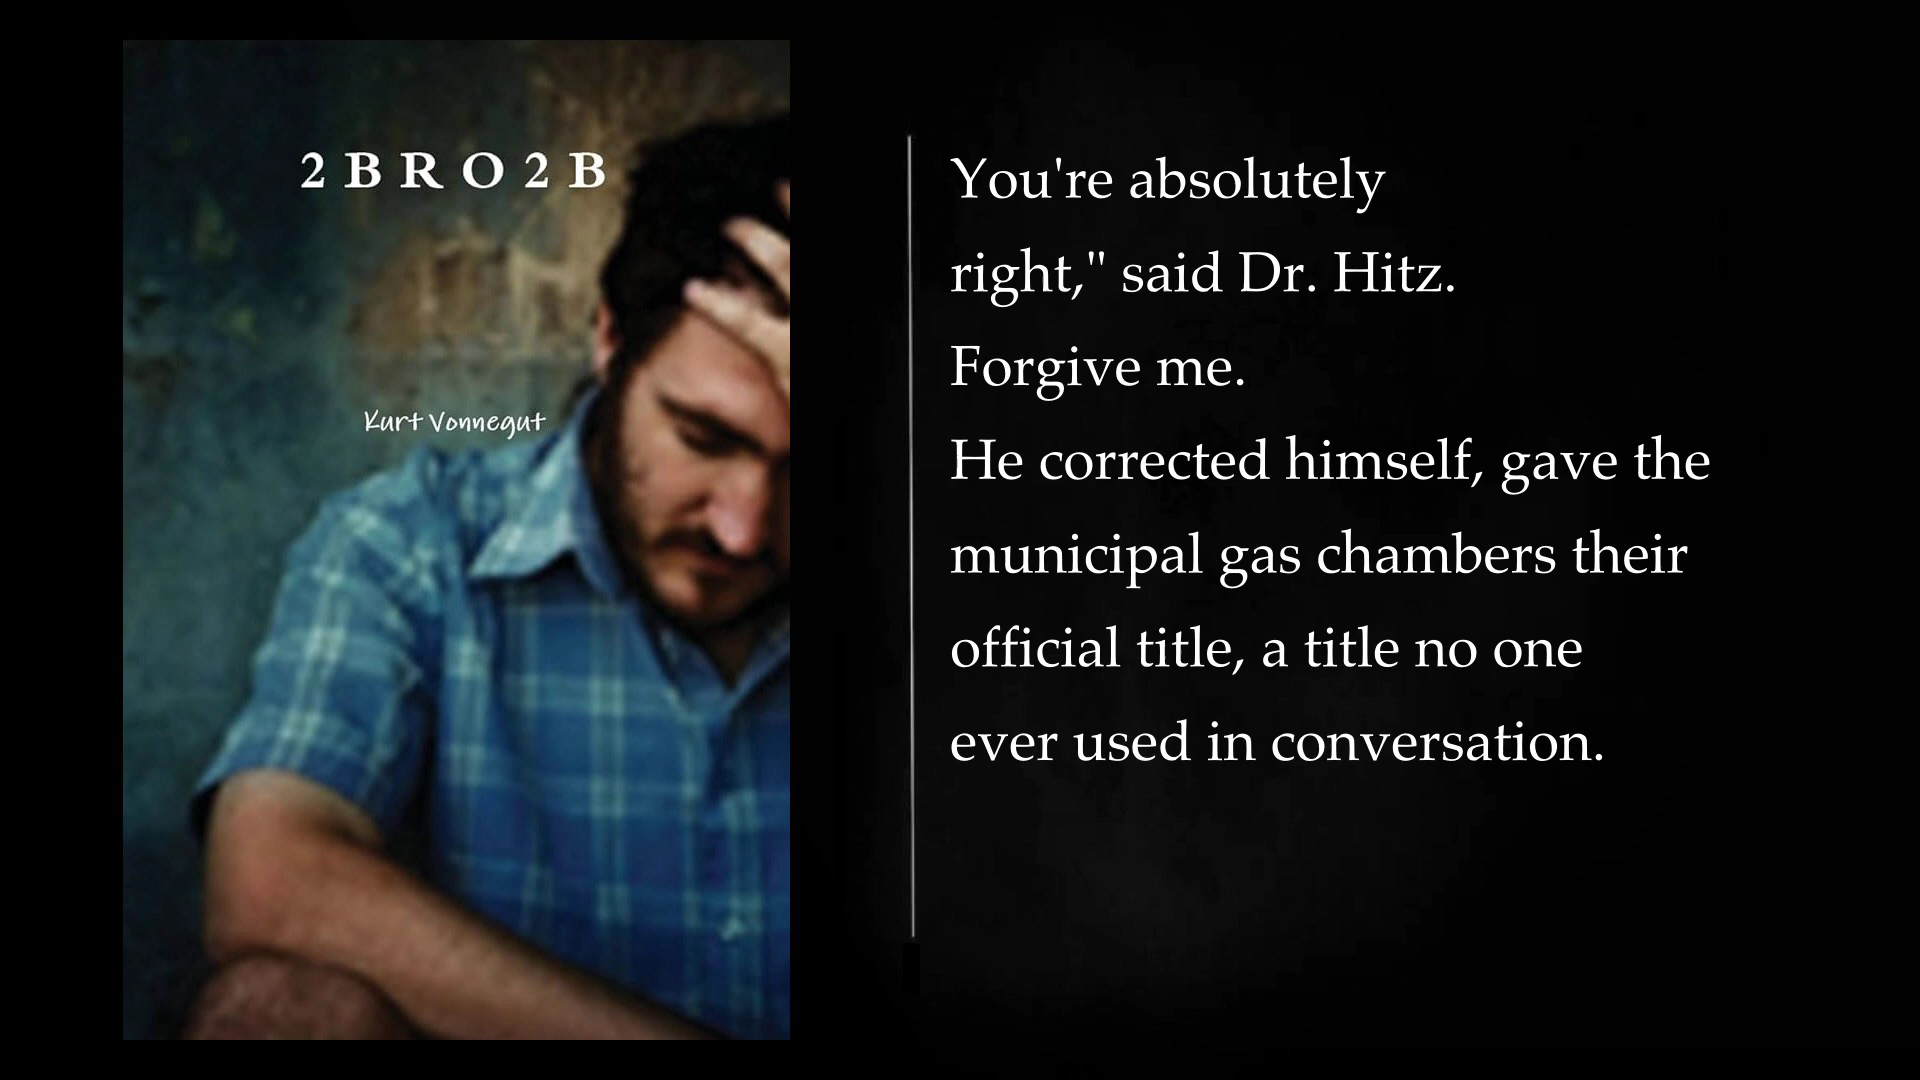 2 B R O 2 B
Kurt Vonnegut
You're absolutely
right," said Dr. Hitz.
Forgive me.
He corrected himself, gave the
municipal gas chambers their
official title, a title no one
ever used in conversation.